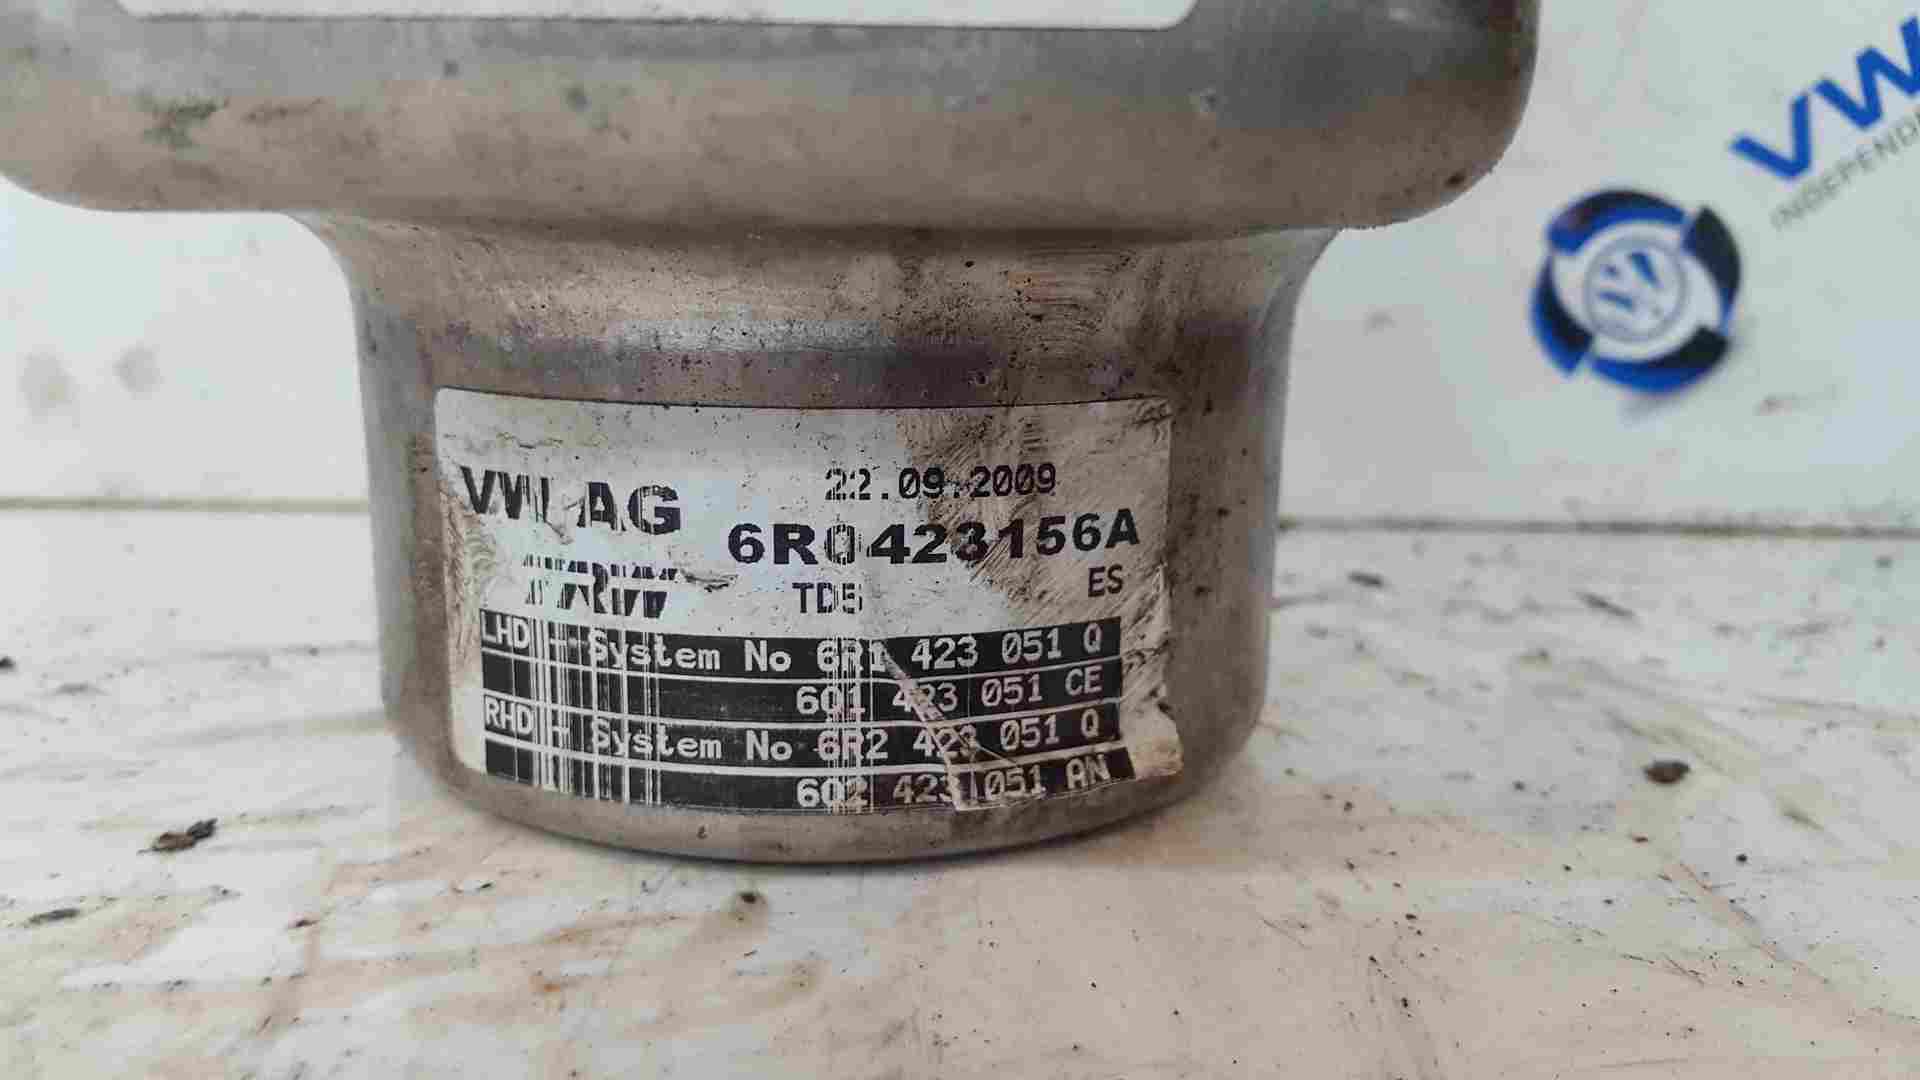 VW AG
22.09.2009
6R0423156A
TRW
TD5
ES
LHD - System No 6R1 423 051 Q
6Q1 423 051 CE
RHD - System No 6R2 423 051 Q
6Q2 423 051 AN
VW